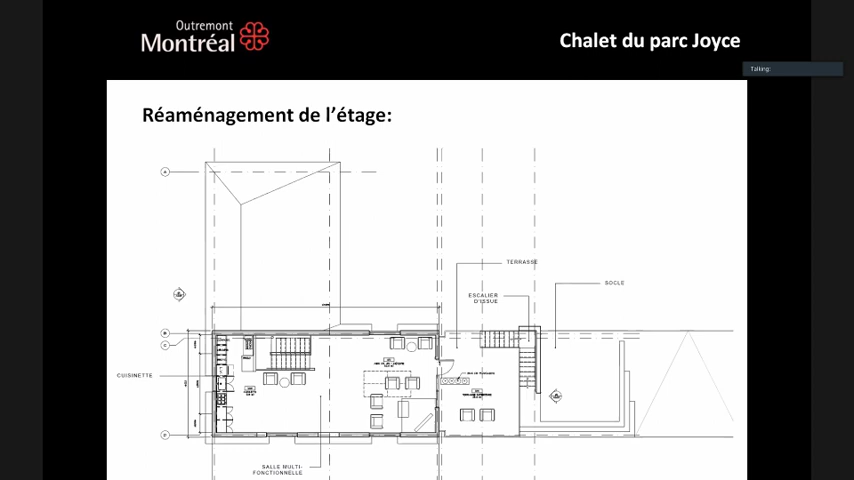 Outremont
Montréal
Chalet du parc Joyce
Talking:
Réaménagement de l'étage:
A
TERRASSE
SOCLE
ESCALIER
D'ISSUE
B
C
CUISINETTE
D
SALLE MULTI-
FONCTIONNELLE